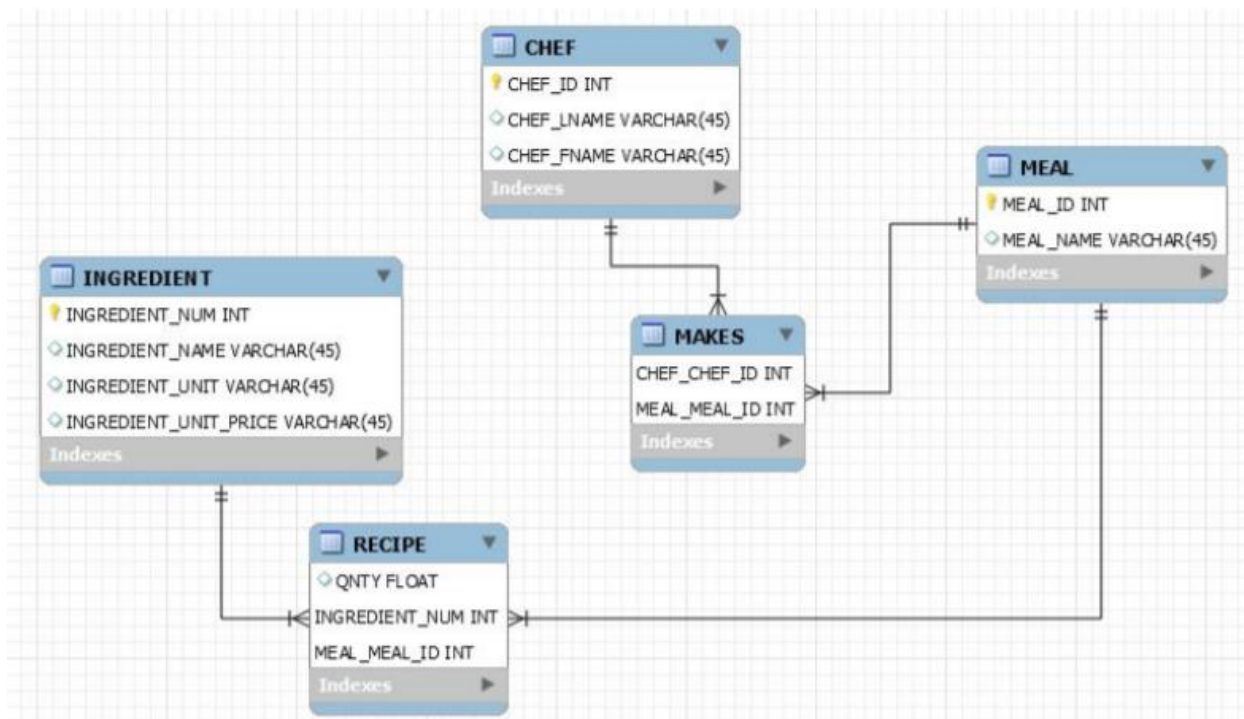 CHEF
CHEF_ID INT
CHEF_LNAME VARCHAR(45)
CHEF_FNAME VARCHAR(45)
Indexes
MEAL
MEAL_ID INT
MEAL_NAME VARCHAR(45)
Indexes
INGREDIENT
INGREDIENT_NUM INT
INGREDIENT_NAME VARCHAR(45)
INGREDIENT_UNIT VARCHAR(45)
INGREDIENT_UNIT_PRICE VARCHAR(45)
Indexes
MAKES
CHEF_CHEF_ID INT
MEAL_MEAL_ID INT
Indexes
RECIPE
QNTY FLOAT
INGREDIENT_NUM INT
MEAL_MEAL_ID INT
Indexes